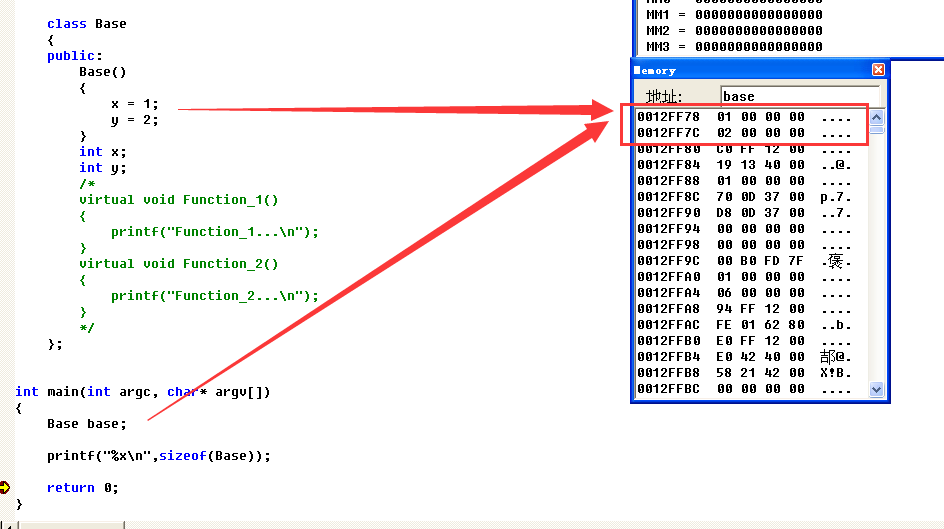 class Base
{
public:
Base()
{
x = 1;
y = 2;
}
int x;
int y;
/*
virtual void Function_1()
{
printf("Function_1...\n");
}
virtual void Function_2()
{
printf("Function_2...\n");
}
*/
};
int main(int argc, char* argv[])
{
Base base;
printf("%x\n",sizeof(Base));
return 0;
}
MM1 = 0000000000000000
MM2 = 0000000000000000
MM3 = 0000000000000000
Memory
地址: base
0012FF78 01 00 00 00 ....
0012FF7C 02 00 00 00 ....
0012FF80 C0 FF 12 00 ....
0012FF84 19 13 40 00 ..@.
0012FF88 01 00 00 00 ....
0012FF8C 70 0D 37 00 p.7.
0012FF90 D8 0D 37 00 ..7.
0012FF94 00 00 00 00 ....
0012FF98 00 00 00 00 ....
0012FF9C 00 B0 FD 7F .褒.
0012FFA0 01 00 00 00 ....
0012FFA4 06 00 00 00 ....
0012FFA8 94 FF 12 00 ....
0012FFAC FE 01 62 80 ..b.
0012FFB0 E0 FF 12 00 ....
0012FFB4 E0 42 40 00 @.
0012FFB8 58 21 42 00 X!B.
0012FFBC 00 00 00 00 ....